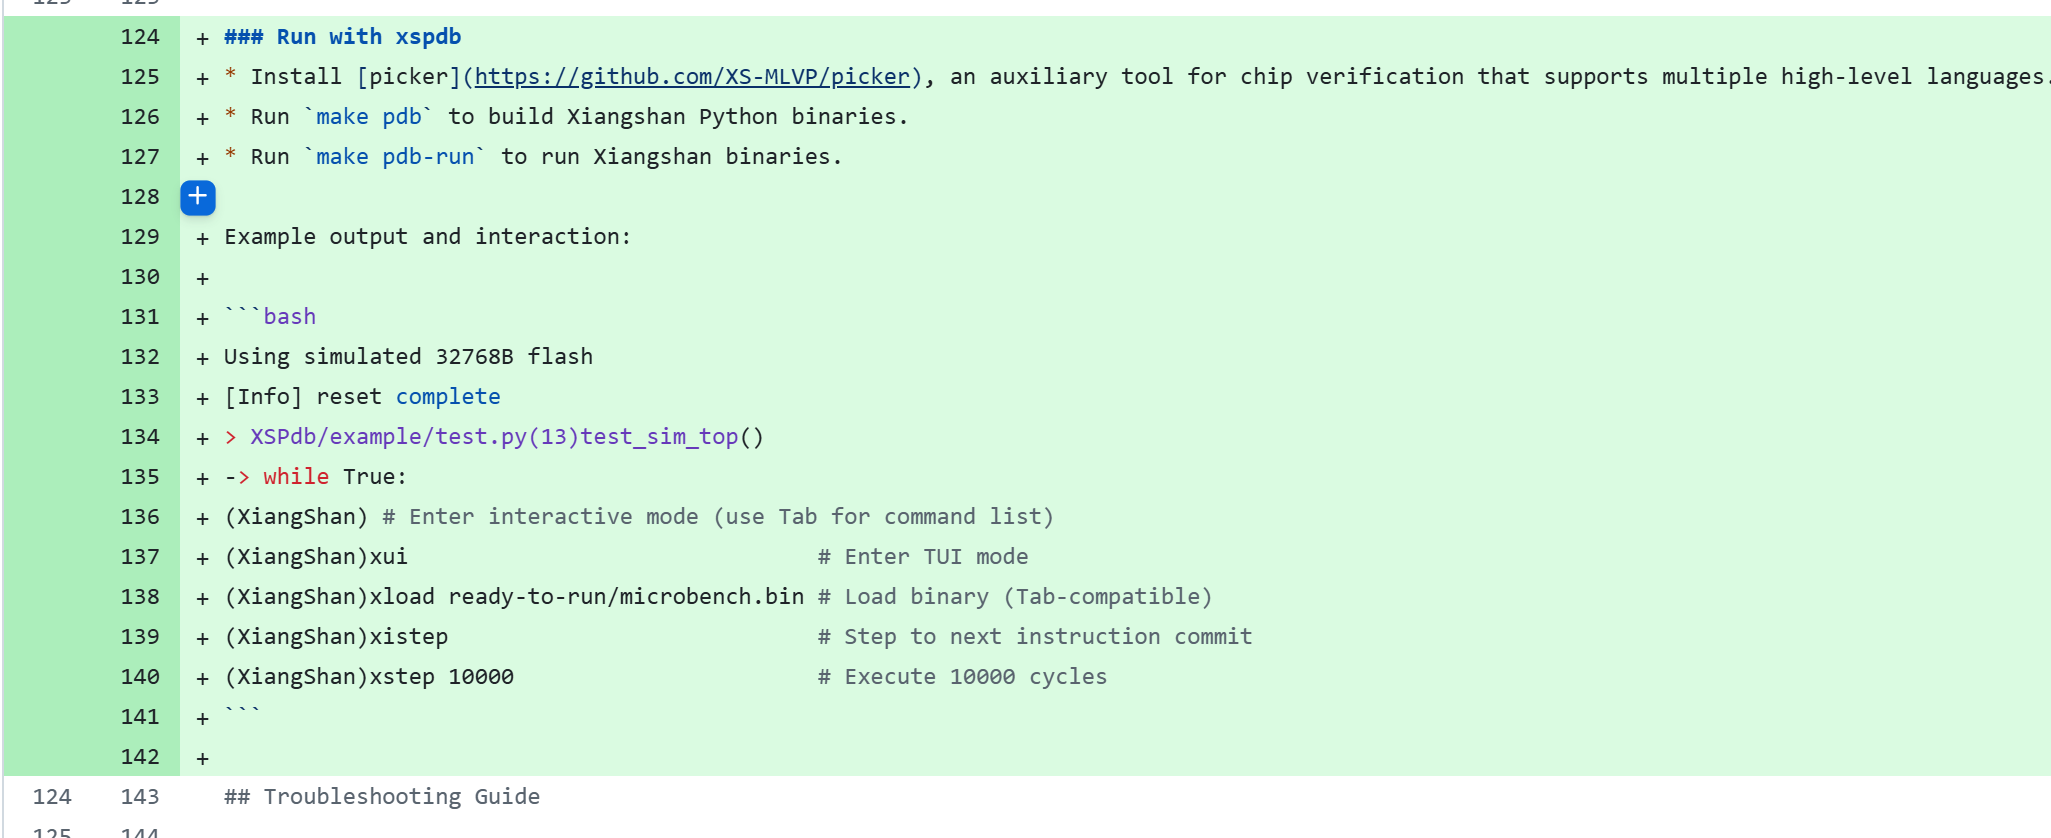 124 + ### Run with xspdb
125 + * Install [picker](https://github.com/XS-MLVP/picker), an auxiliary tool for chip verification that supports multiple high-level languages.
126 + * Run `make pdb` to build Xiangshan Python binaries.
127 + * Run `make pdb-run` to run Xiangshan binaries.
128 +
129 + Example output and interaction:
130 +
131 + ```bash
132 + Using simulated 32768B flash
133 + [Info] reset complete
134 + > XSPdb/example/test.py(13)test_sim_top()
135 + -> while True:
136 + (XiangShan) # Enter interactive mode (use Tab for command list)
137 + (XiangShan)xui                               # Enter TUI mode
138 + (XiangShan)xload ready-to-run/microbench.bin # Load binary (Tab-compatible)
139 + (XiangShan)xistep                            # Step to next instruction commit
140 + (XiangShan)xstep 10000                       # Execute 10000 cycles
141 + ```
142 +
124 143 ## Troubleshooting Guide
125 144